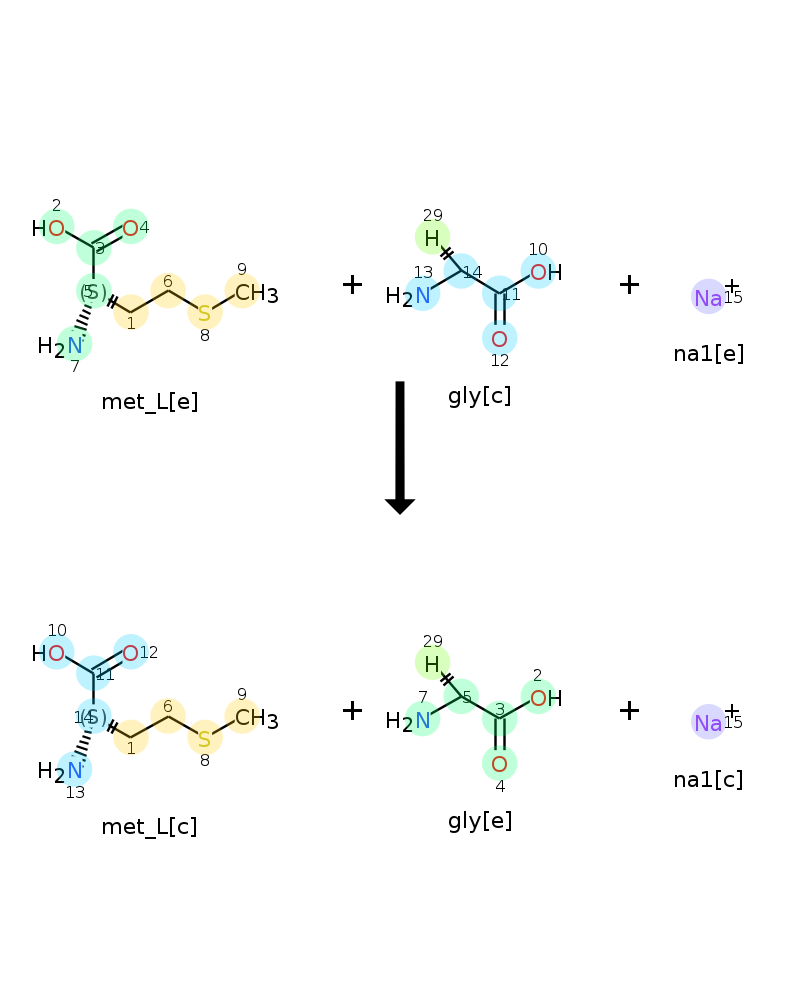 2
HO O 4
3
(S) 5
6
9
CH3
1
S
8
H2N
7
met_L[e]
+
29
H
13
H2N
14
10
OH
11
O
12
gly[c]
+
Na+
15
na1[e]
10
HO O 12
11
(S) 14
6
9
CH3
1
S
8
H2N
13
met_L[c]
+
29
H
7
H2N
5
2
OH
3
O
4
gly[e]
+
Na+
15
na1[c]